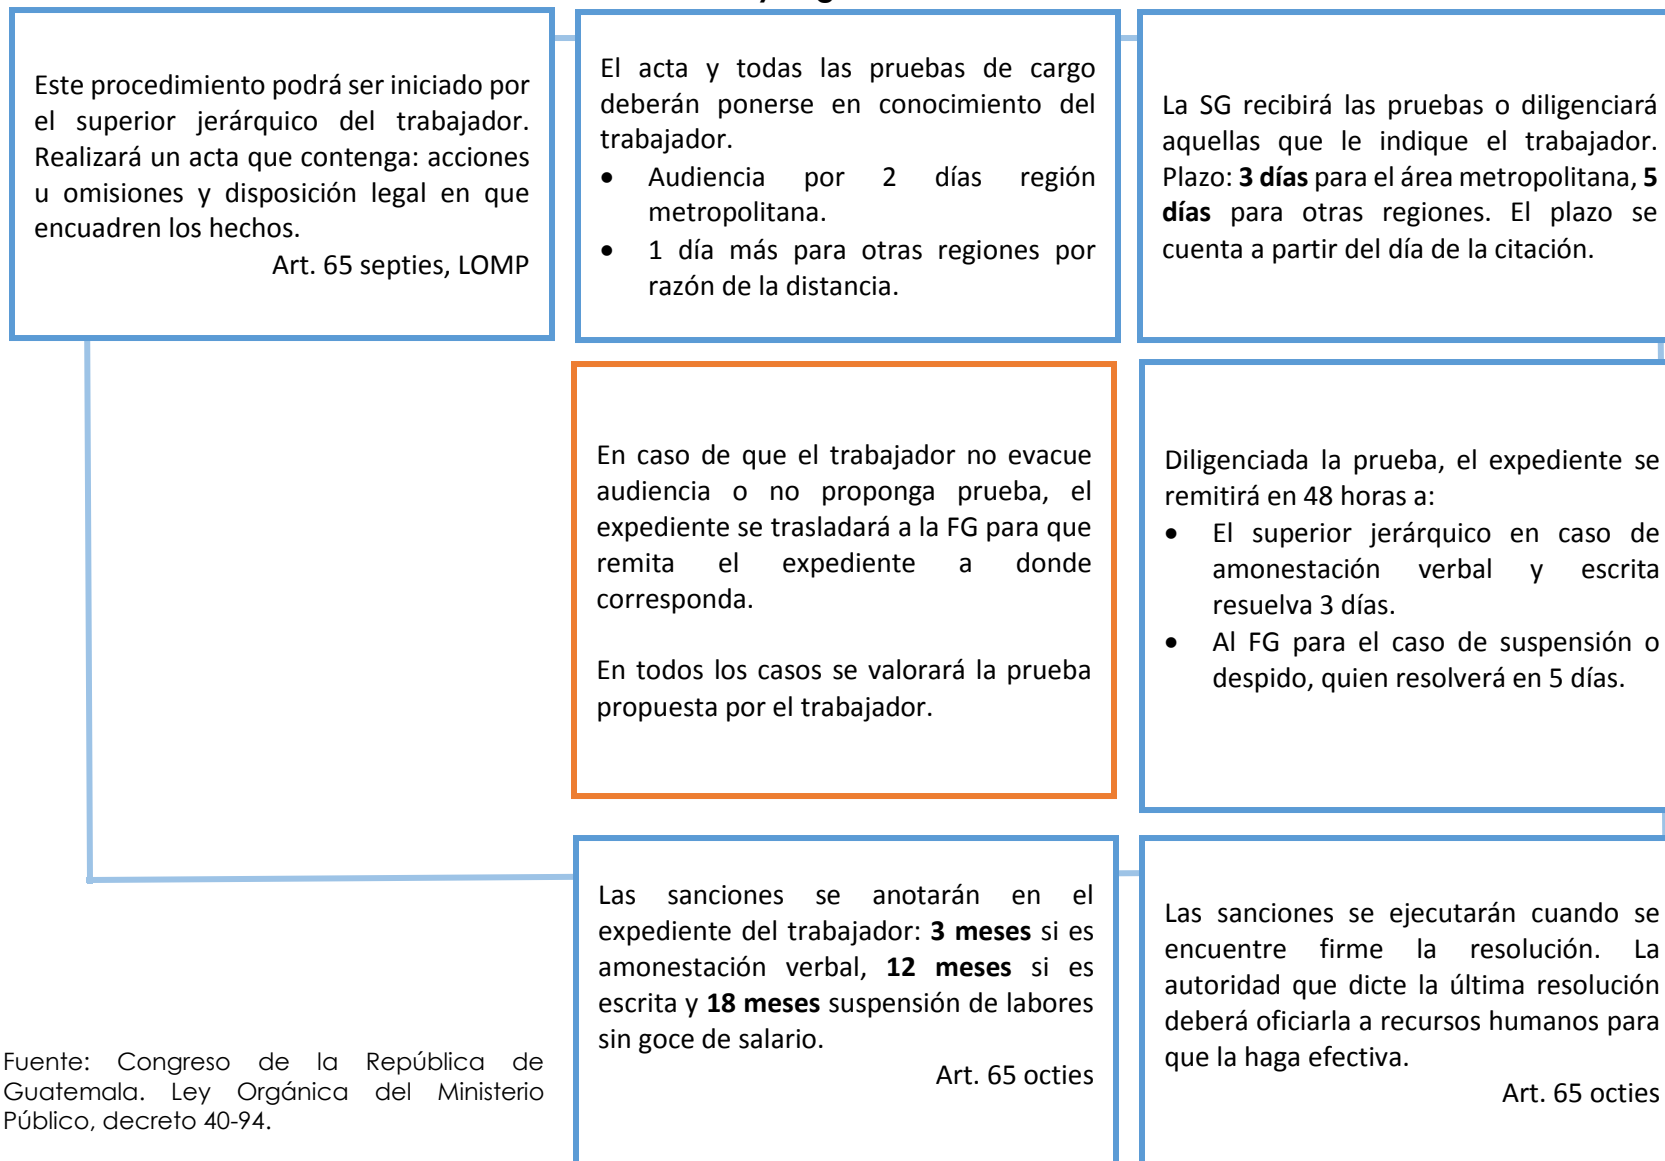 Este procedimiento podrá ser iniciado por
el superior jerárquico del trabajador.
Realizará un acta que contenga: acciones
u omisiones y disposición legal en que
encuadren los hechos.
Art. 65 septies, LOMP
El acta y todas las pruebas de cargo
deberán ponerse en conocimiento del
trabajador.
• Audiencia por 2 días región
metropolitana.
• 1 día más para otras regiones por
razón de la distancia.
La SG recibirá las pruebas o diligenciará
aquellas que le indique el trabajador.
Plazo: 3 días para el área metropolitana, 5
días para otras regiones. El plazo se
cuenta a partir del día de la citación.
En caso de que el trabajador no evacue
audiencia o no proponga prueba, el
expediente se trasladará a la FG para que
remita el expediente a donde
corresponda.
En todos los casos se valorará la prueba
propuesta por el trabajador.
Diligenciada la prueba, el expediente se
remitirá en 48 horas a:
• El superior jerárquico en caso de
amonestación verbal y escrita
resuelva 3 días.
• Al FG para el caso de suspensión o
despido, quien resolverá en 5 días.
Las sanciones se anotarán en el
expediente del trabajador: 3 meses si es
amonestación verbal, 12 meses si es
escrita y 18 meses suspensión de labores
sin goce de salario.
Art. 65 octies
Las sanciones se ejecutarán cuando se
encuentre firme la resolución. La
autoridad que dicte la última resolución
deberá oficiarla a recursos humanos para
que la haga efectiva.
Art. 65 octies
Fuente: Congreso de la República de
Guatemala. Ley Orgánica del Ministerio
Público, decreto 40-94.